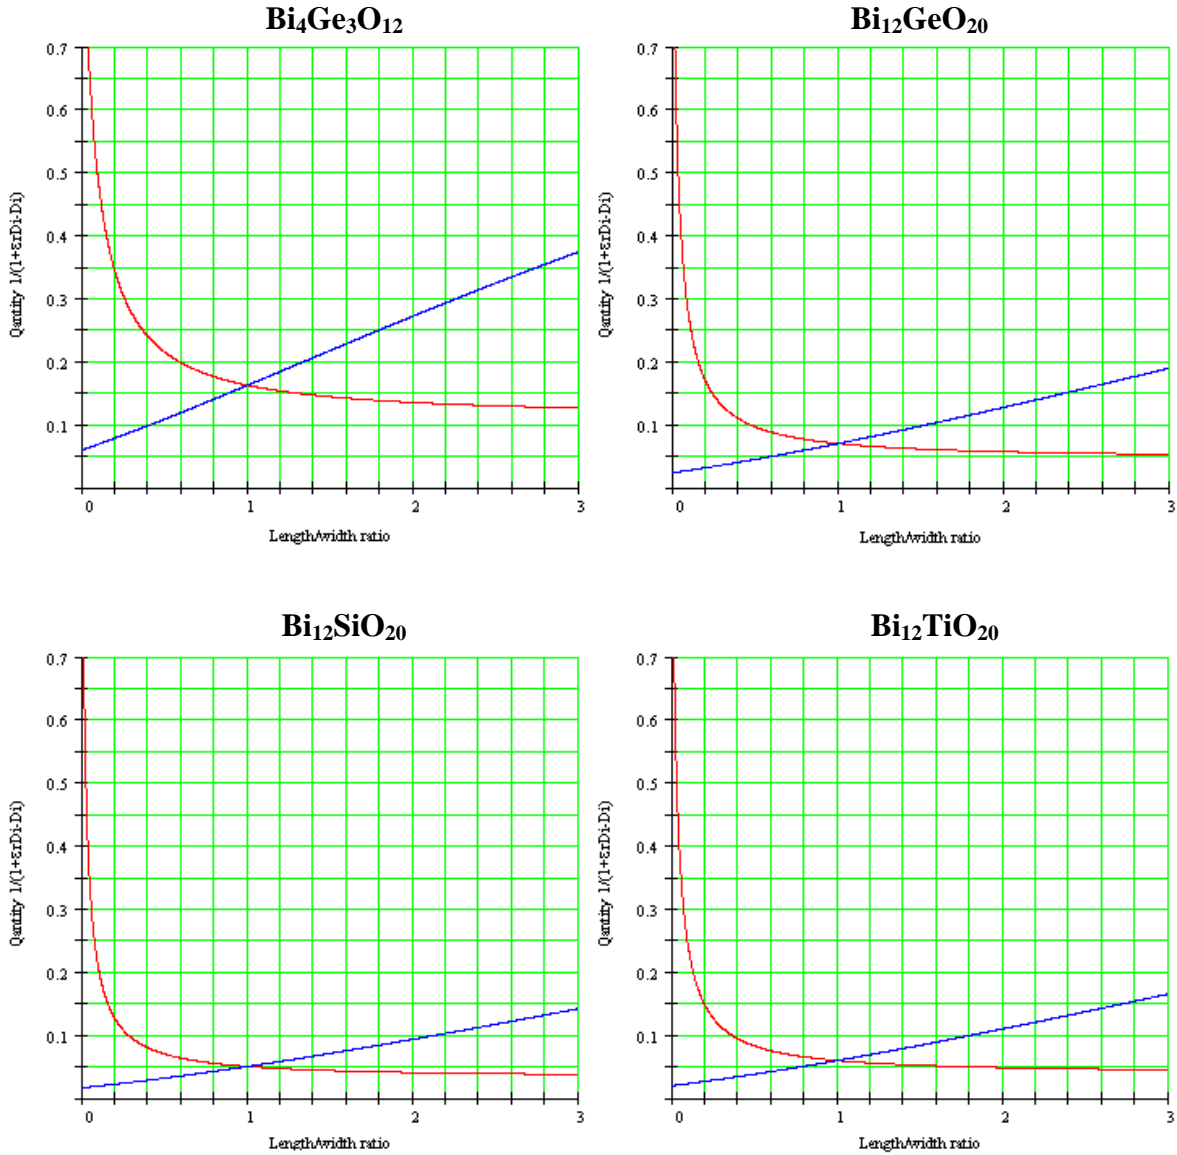 Bi₄Ge₃O₁₂
0.7
0.6
0.5
0.4
0.3
0.2
0.1
Qantity 1/(1+εrDi-Di)
0 1 2 3
Length/width ratio
Bi₁₂GeO₂₀
0.7
0.6
0.5
0.4
0.3
0.2
0.1
Qantity 1/(1+εrDi-Di)
0 1 2 3
Length/width ratio
Bi₁₂SiO₂₀
0.7
0.6
0.5
0.4
0.3
0.2
0.1
Qantity 1/(1+εrDi-Di)
0 1 2 3
Length/width ratio
Bi₁₂TiO₂₀
0.7
0.6
0.5
0.4
0.3
0.2
0.1
Qantity 1/(1+εrDi-Di)
0 1 2 3
Length/width ratio